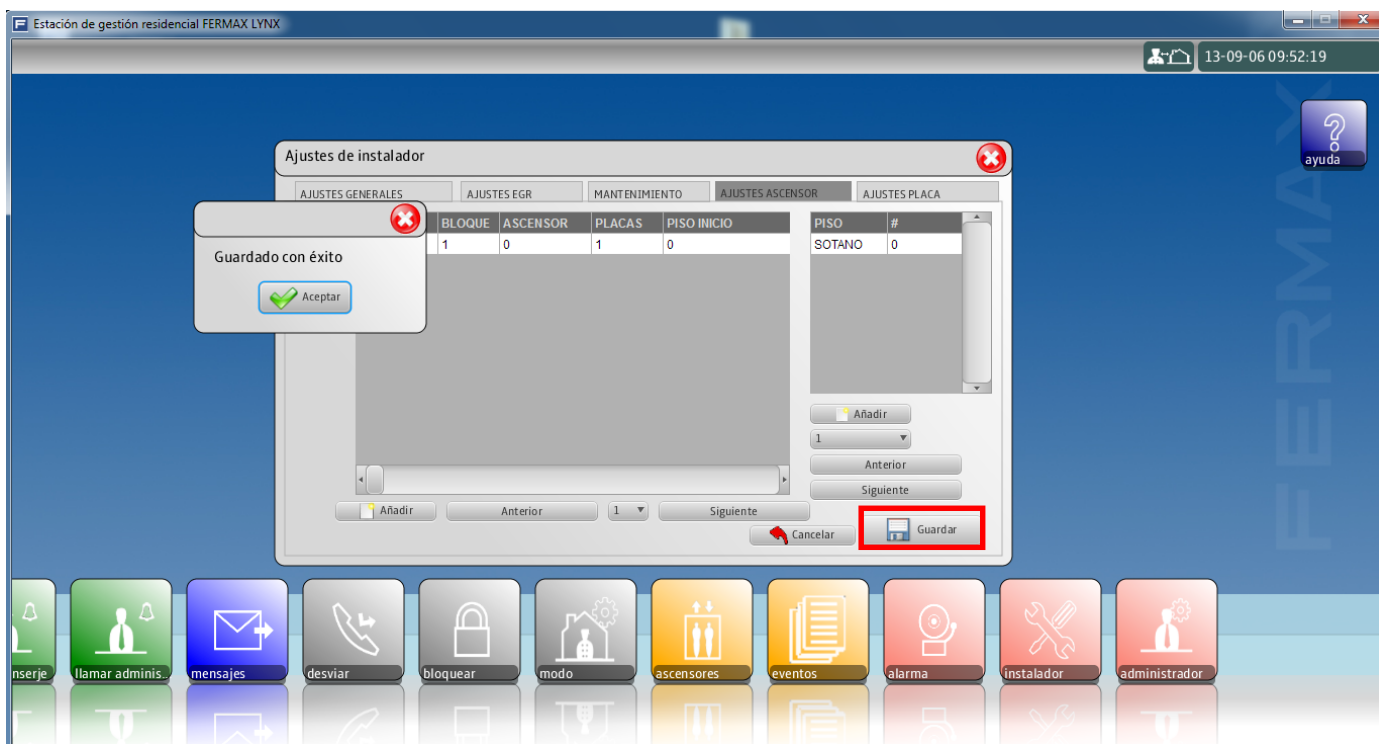 Estación de gestión residencial FERMAX LYNX
13-09-06 09:52:19
ayuda
FERMAX
Ajustes de instalador
AJUSTES GENERALES AJUSTES EGR MANTENIMIENTO AJUSTES ASCENSOR AJUSTES PLACA
BLOQUE ASCENSOR PLACAS PISO INICIO PISO #
1 0 1 0 SOTANO 0
Guardado con éxito
Aceptar
Añadir
1
Anterior
Siguiente
Añadir Anterior 1 Siguiente
Cancelar Guardar
nserje llamar adminis.. mensajes desviar bloquear modo ascensores eventos alarma instalador administrador